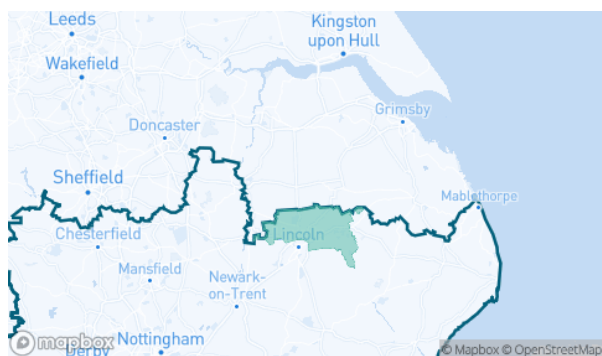 Leeds
Kingston
upon Hull
Wakefield
Grimsby
Doncaster
Sheffield
Mablethorpe
Chesterfield
Lincoln
Mansfield
Newark-
on-Trent
Nottingham
Derby
mapbox
© Mapbox © OpenStreetMap